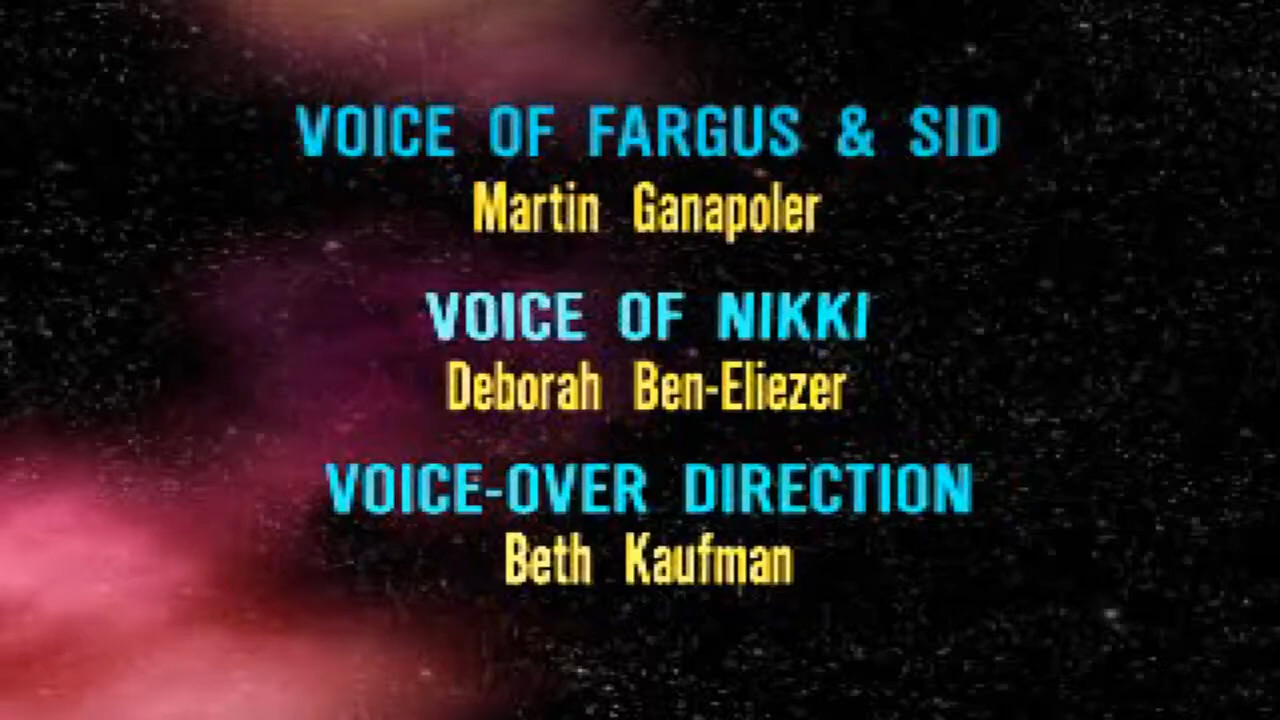 VOICE OF FARGUS & SID
Martin Ganapoler
VOICE OF NIKKI
Deborah Ben-Eliezer
VOICE-OVER DIRECTION
Beth Kaufman